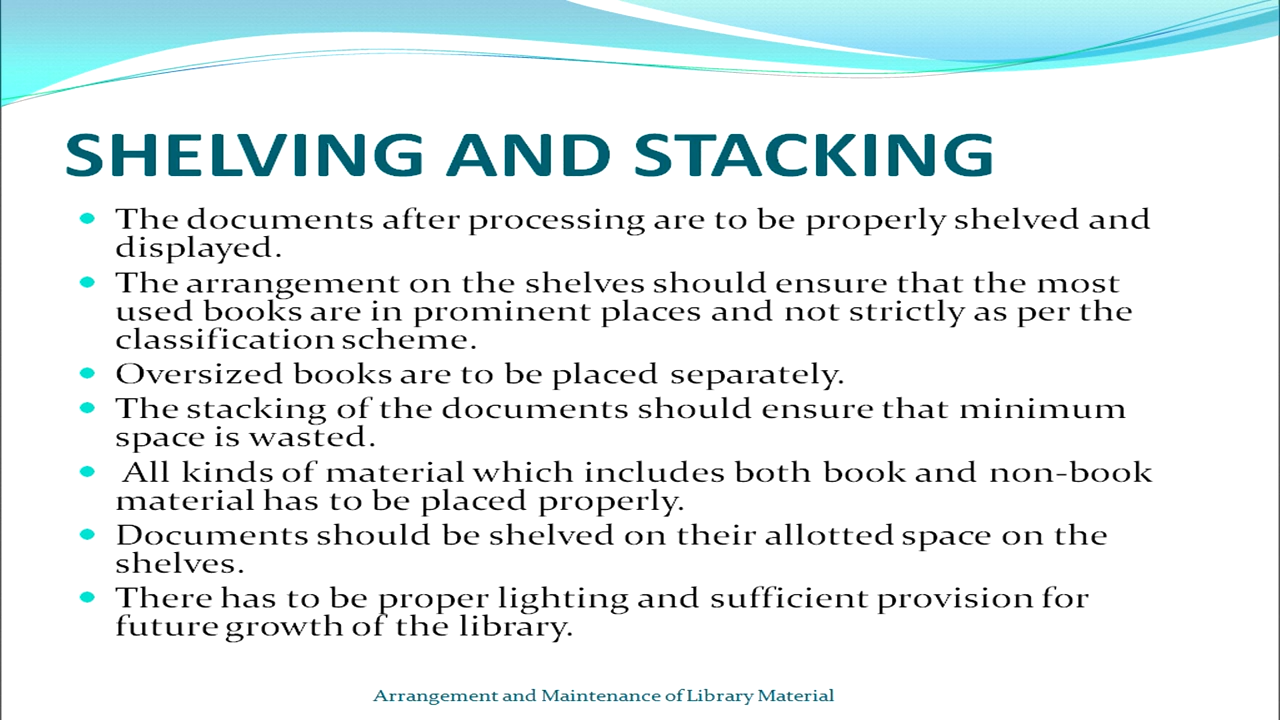 SHELVING AND STACKING
The documents after processing are to be properly shelved and
displayed.
The arrangement on the shelves should ensure that the most
used books are in prominent places and not strictly as per the
classification scheme.
Oversized books are to be placed separately.
The stacking of the documents should ensure that minimum
space is wasted.
All kinds of material which includes both book and non-book
material has to be placed properly.
Documents should be shelved on their allotted space on the
shelves.
There has to be proper lighting and sufficient provision for
future growth of the library.
Arrangement and Maintenance of Library Material